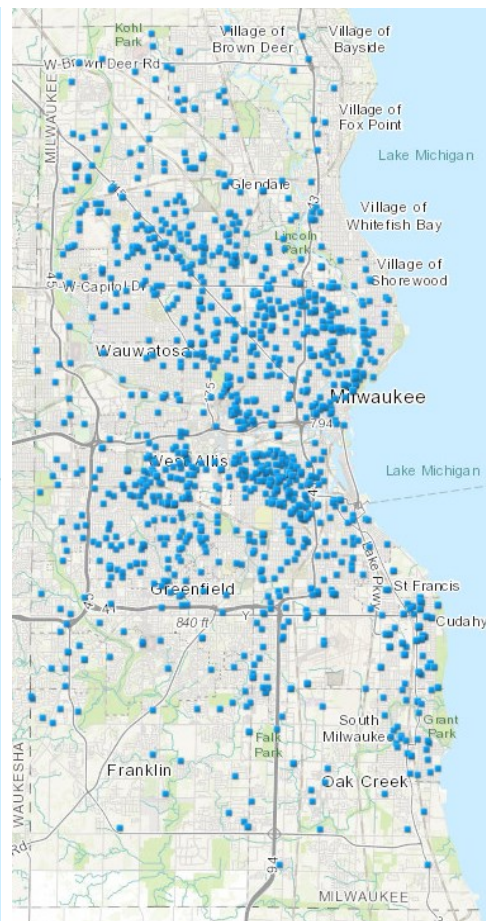 Kohl
Park
Village of
Brown Deer
Village of
Bayside
W-Brown Deer Rd
MILWAUKEE
Village of
Fox Point
Lake Michigan
Glendale
43
Village of
Whitefish Bay
Lincoln
Park
Village of
Shorewood
45
W-Capitol Dr
Wauwatosa
175
Milwaukee
794
West Allis
Lake Michigan
4
Lake Pkwy
St Francis
Greenfield
41
840 ft
Cudahy
South
Milwaukee
Grant
Park
Falk
Park
Franklin
Oak Creek
WAUKESHA
Rd
94
MILWAUKEE